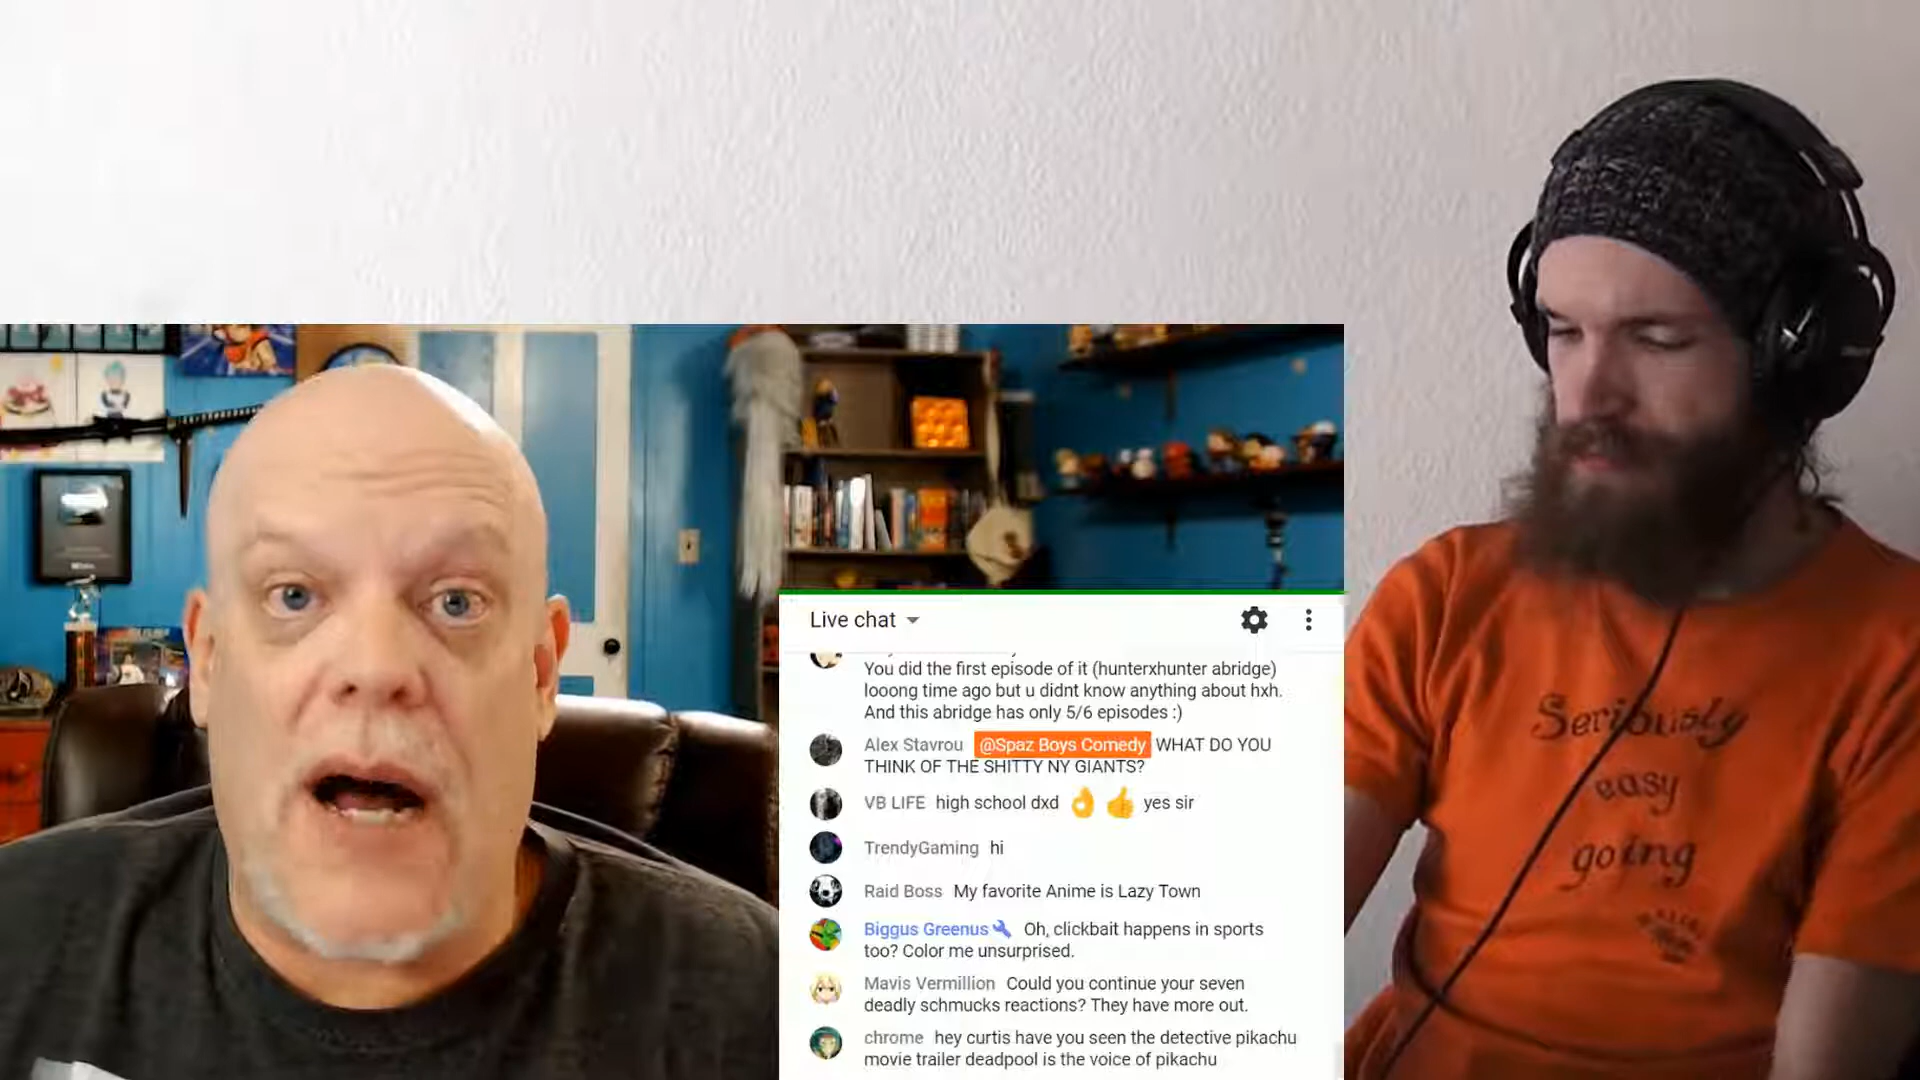 Live chat
You did the first episode of it (hunterxhunter abridge)
looong time ago but u didnt know anything about hxh.
And this abridge has only 5/6 episodes :)
Alex Stavrou @Spaz Boys Comedy WHAT DO YOU
THINK OF THE SHITTY NY GIANTS?
VB LIFE high school dxd 👌 👍 yes sir
TrendyGaming hi
Raid Boss My favorite Anime is Lazy Town
Biggus Greenus Oh, clickbait happens in sports
too? Color me unsurprised.
Mavis Vermillion Could you continue your seven
deadly schmucks reactions? They have more out.
chrome hey curtis have you seen the detective pikachu
movie trailer deadpool is the voice of pikachu
Seriously
easy
going